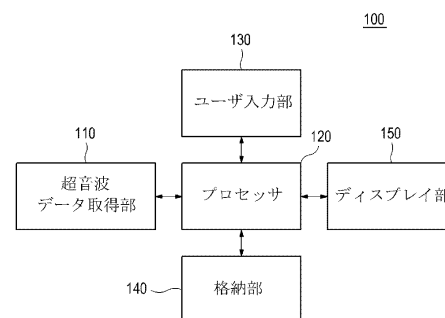 100
130
ユーザ入力部
110
120
150
超音波
データ取得部
プロセッサ
ディスプレイ部
140
格納部